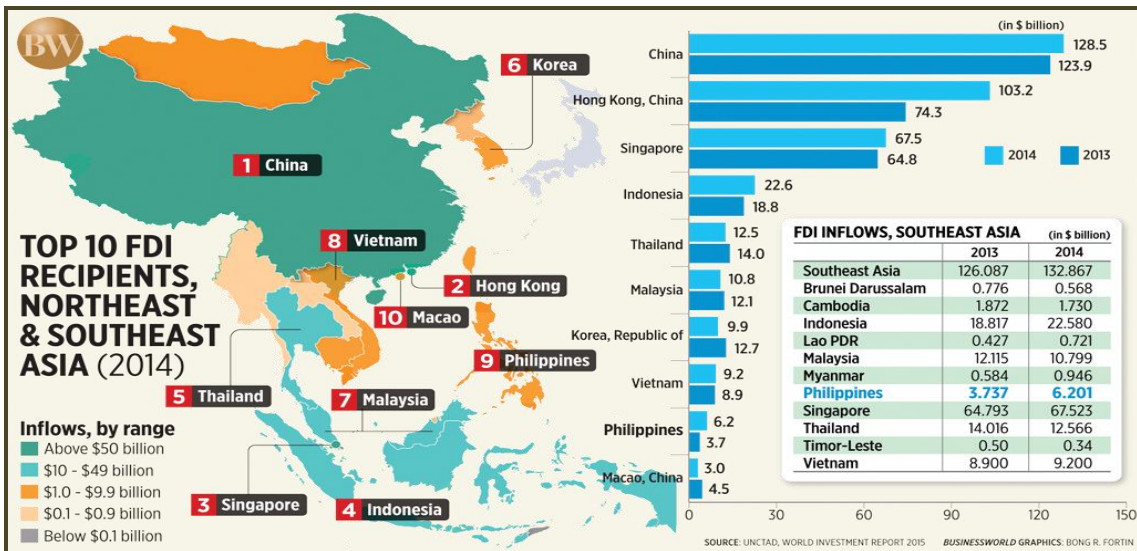 BW
TOP 10 FDI
RECIPIENTS,
NORTHEAST
& SOUTHEAST
ASIA (2014)
Inflows, by range
Above $50 billion
$10 - $49 billion
$1.0 - $9.9 billion
$0.1 - $0.9 billion
Below $0.1 billion
6 Korea
1 China
8 Vietnam
2 Hong Kong
10 Macao
9 Philippines
5 Thailand
7 Malaysia
3 Singapore
4 Indonesia
(in $ billion)
China 128.5
123.9
Hong Kong, China 103.2
74.3
Singapore 67.5
64.8
2014 2013
Indonesia 22.6
18.8
Thailand 12.5
14.0
Malaysia 10.8
12.1
Korea, Republic of 9.9
12.7
Vietnam 9.2
8.9
Philippines 6.2
3.7
Macao, China 3.0
4.5
0 30 60 90 120 150
FDI INFLOWS, SOUTHEAST ASIA (in $ billion)
2013 2014
Southeast Asia 126.087 132.867
Brunei Darussalam 0.776 0.568
Cambodia 1.872 1.730
Indonesia 18.817 22.580
Lao PDR 0.427 0.721
Malaysia 12.115 10.799
Myanmar 0.584 0.946
Philippines 3.737 6.201
Singapore 64.793 67.523
Thailand 14.016 12.566
Timor-Leste 0.50 0.34
Vietnam 8.900 9.200
SOURCE: UNCTAD, WORLD INVESTMENT REPORT 2015 BUSINESSWORLD GRAPHICS: BONG R. FORTIN